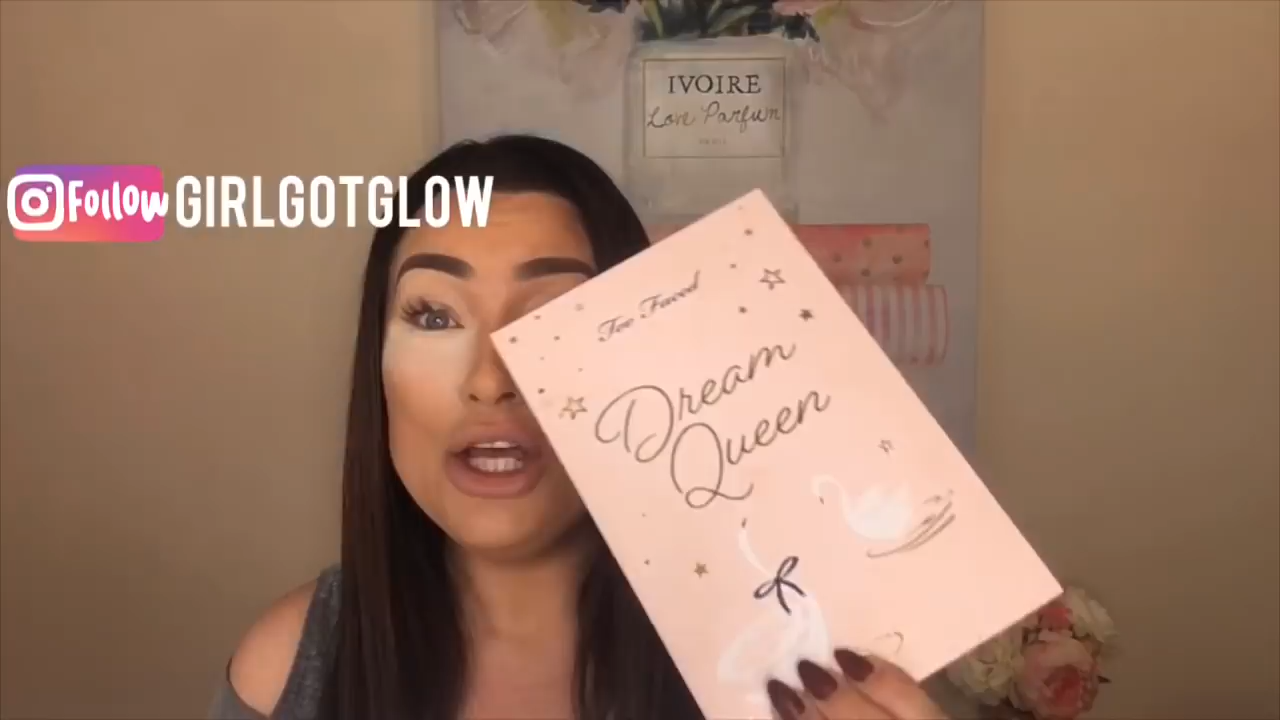 IVOIRE
Love Parfum
Follow GIRLGOTGLOW
Too Faced
Dream
Queen